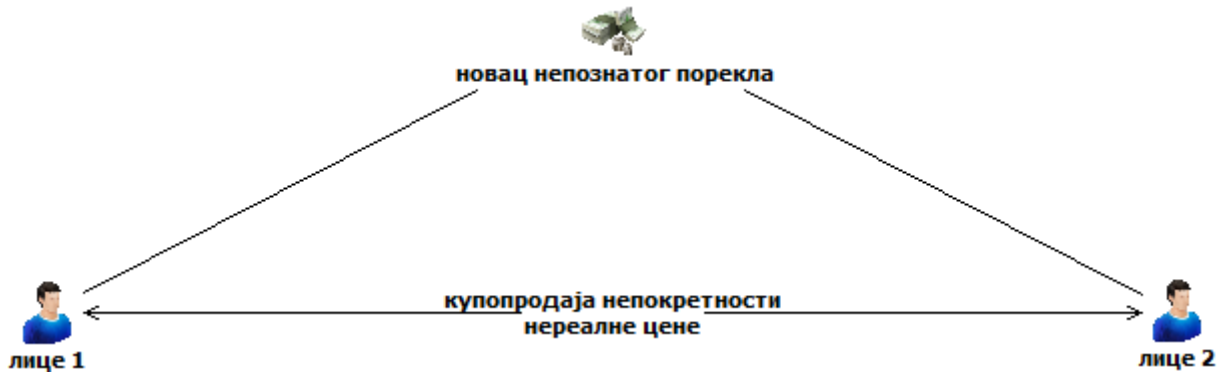 новац непознатог порекла
купопродаја непокретности
нереалне цене
лице 1
лице 2